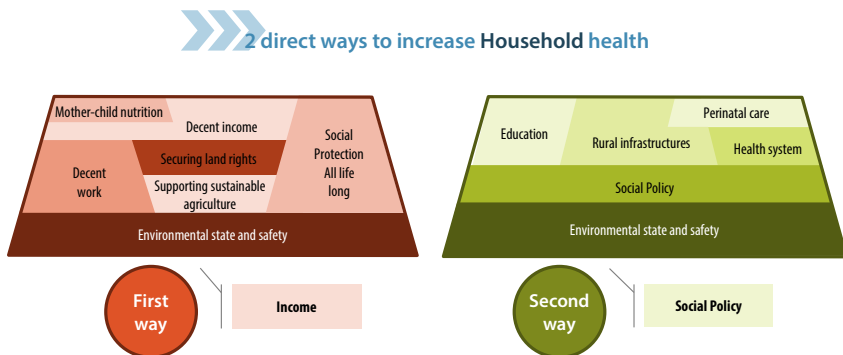 2 direct ways to increase Household health
Mother-child nutrition
Decent income
Social
Protection
All life
long
Securing land rights
Decent
work
Supporting sustainable
agriculture
Environmental state and safety
First
way
Income
Perinatal care
Education
Rural infrastructures
Health system
Social Policy
Environmental state and safety
Second
way
Social Policy